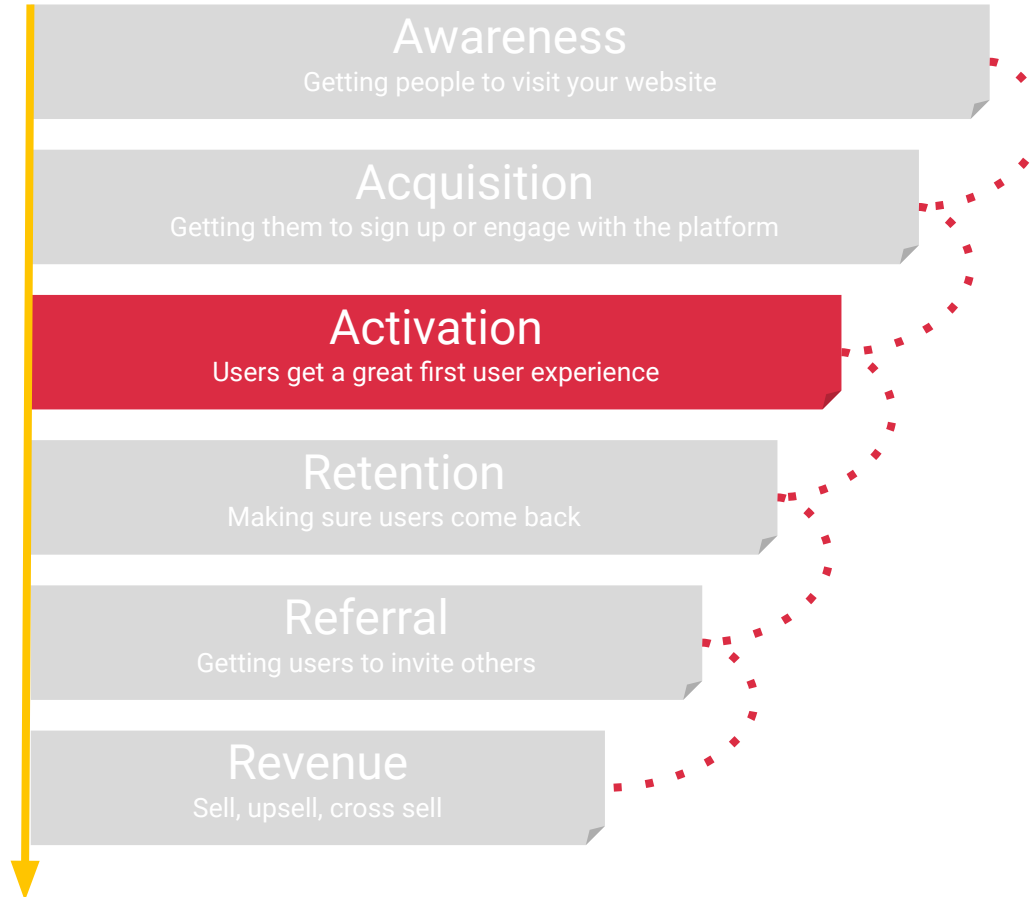 Awareness
Getting people to visit your website
Acquisition
Getting them to sign up or engage with the platform
Activation
Users get a great first user experience
Retention
Making sure users come back
Referral
Getting users to invite others
Revenue
Sell, upsell, cross sell